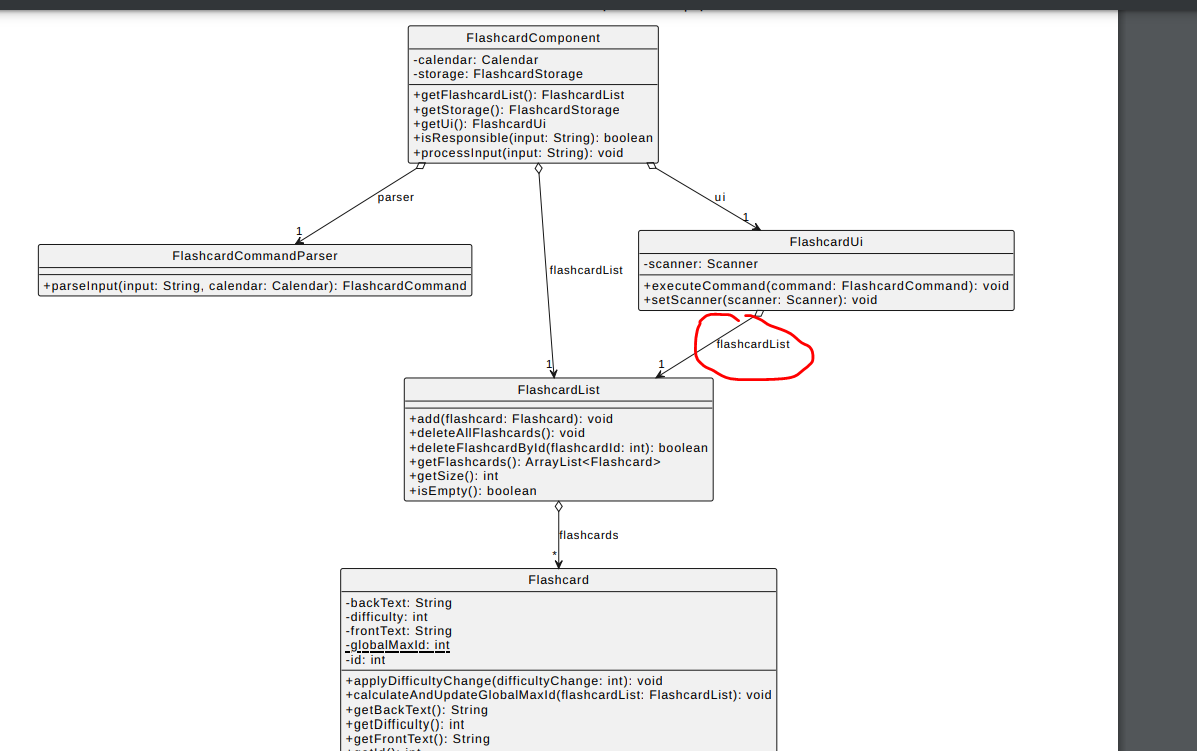 FlashcardComponent
-calendar: Calendar
-storage: FlashcardStorage
+getFlashcardList(): FlashcardList
+getStorage(): FlashcardStorage
+getUi(): FlashcardUi
+isResponsible(input: String): boolean
+processInput(input: String): void
parser
ui
1
1
FlashcardCommandParser
+parseInput(input: String, calendar: Calendar): FlashcardCommand
flashcardList
FlashcardUi
-scanner: Scanner
+executeCommand(command: FlashcardCommand): void
+setScanner(scanner: Scanner): void
flashcardList
1
1
FlashcardList
+add(flashcard: Flashcard): void
+deleteAllFlashcards(): void
+deleteFlashcardById(flashcardId: int): boolean
+getFlashcards(): ArrayList<Flashcard>
+getSize(): int
+isEmpty(): boolean
flashcards
*
Flashcard
-backText: String
-difficulty: int
-frontText: String
-globalMaxId: int
-id: int
+applyDifficultyChange(difficultyChange: int): void
+calculateAndUpdateGlobalMaxId(flashcardList: FlashcardList): void
+getBackText(): String
+getDifficulty(): int
+getFrontText(): String